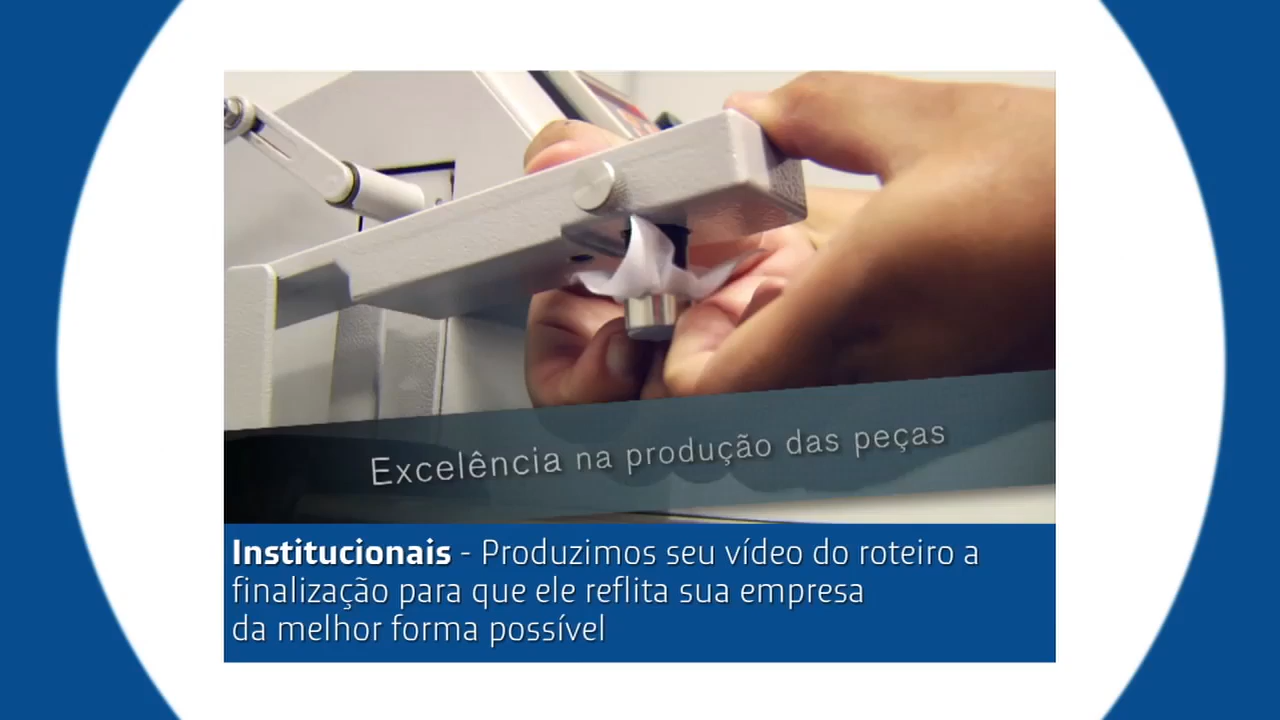 Excelência na produção das peças
Institucionais - Produzimos seu vídeo do roteiro a
finalização para que ele reflita sua empresa
da melhor forma possível